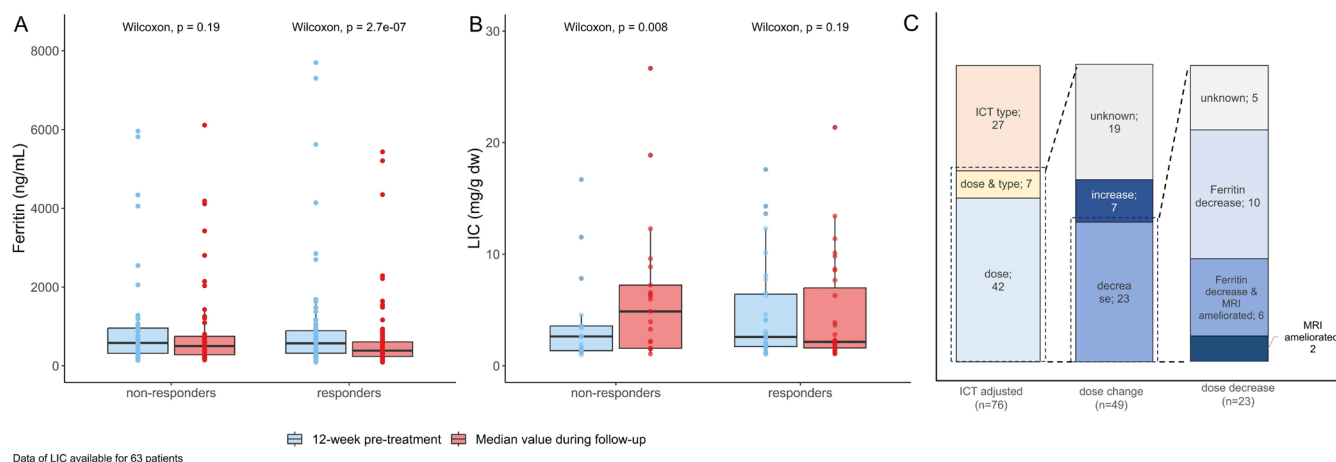 A
Wilcoxon, p = 0.19
Wilcoxon, p = 2.7e-07
Ferritin (ng/mL)
8000
6000
4000
2000
0
non-responders
responders
B
Wilcoxon, p = 0.008
Wilcoxon, p = 0.19
LIC (mg/g dw)
30
20
10
0
non-responders
responders
12-week pre-treatment
Median value during follow-up
Data of LIC available for 63 patients
C
ICT type;
27
dose & type; 7
dose;
42
ICT adjusted
(n=76)
unknown;
19
increase;
7
decrea
se; 23
dose change
(n=49)
unknown; 5
Ferritin
decrease; 10
Ferritin
decrease &
MRI
ameliorated; 6
MRI
ameliorated;
2
dose decrease
(n=23)